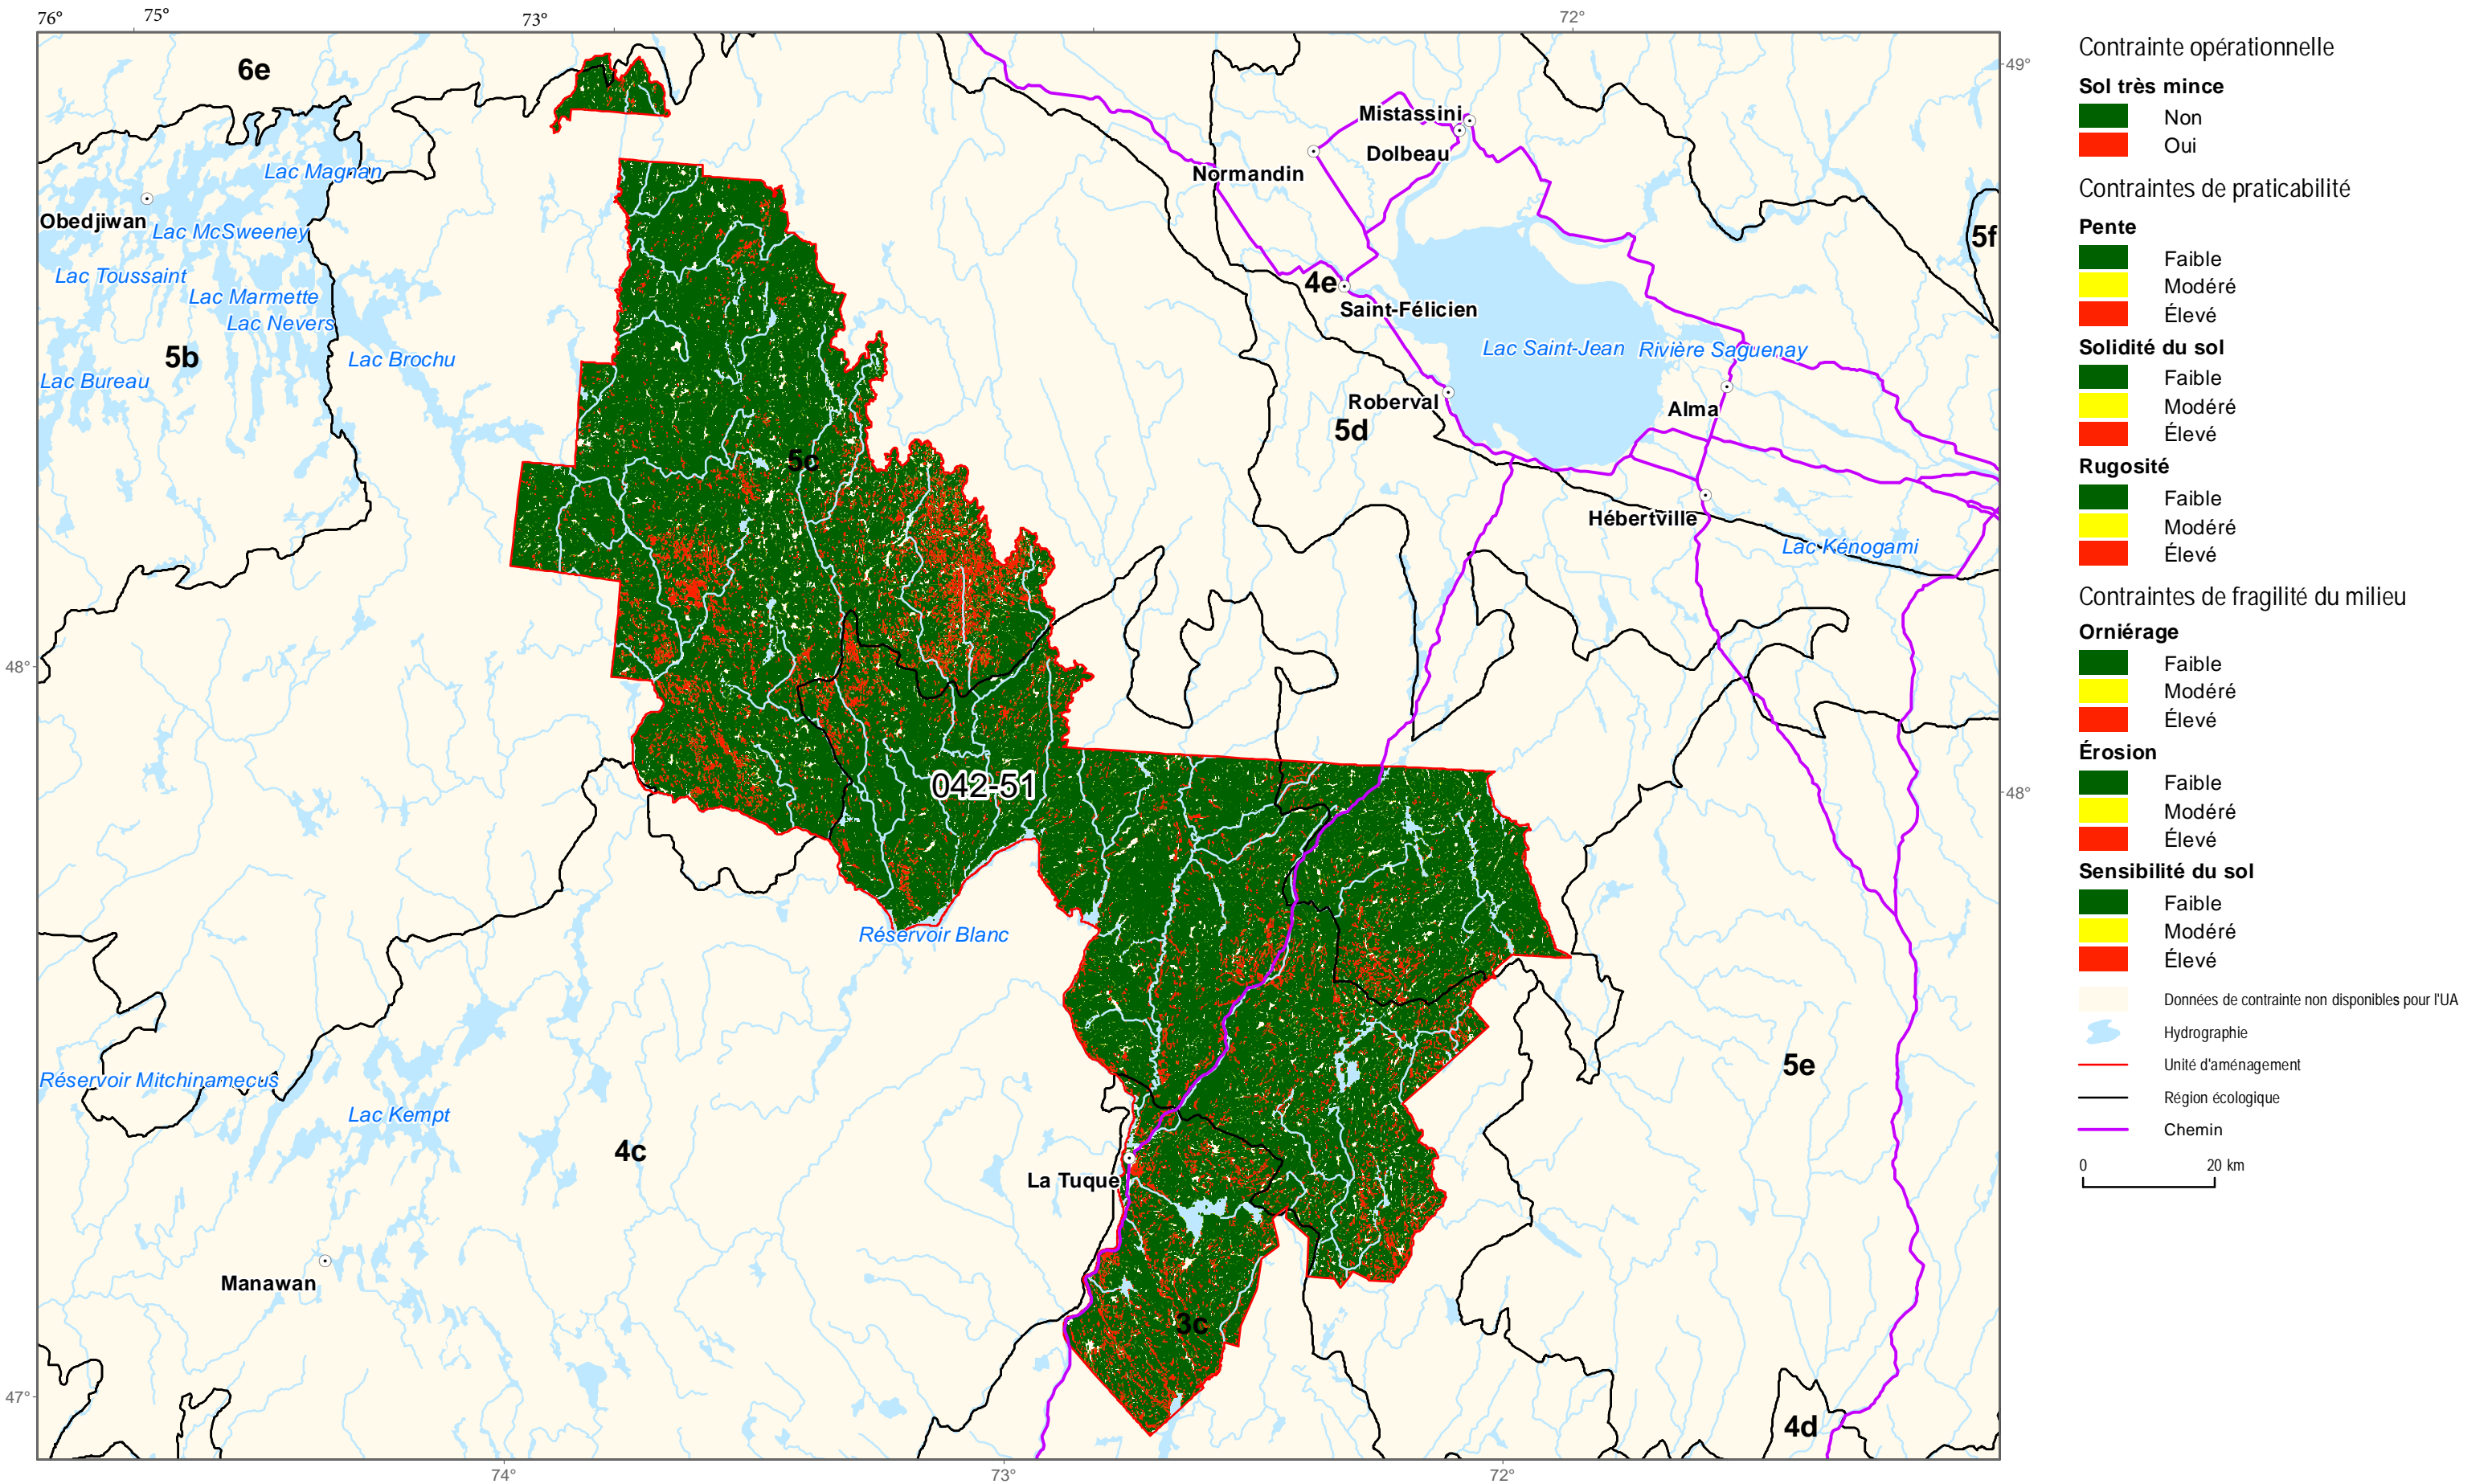 76°
75°
73°
72°
49°
6e
Mistassini
Dolbeau
Normandin
Lac Magnan
Obedjiwan
Lac McSweeney
5f
Lac Toussaint
4e
Lac Marmette
Saint-Félicien
Lac Nevers
Lac Saint-Jean
Rivière Saguenay
5b
Lac Brochu
Lac Bureau
Roberval
Alma
5d
5c
Hébertville
Lac Kénogami
48°
042-51
48°
Réservoir Blanc
5e
Réservoir Mitchinamecus
Lac Kempt
4c
La Tuque
Manawan
3c
47°
4d
74°
73°
72°
Contrainte opérationnelle
Sol très mince
Non
Oui
Contraintes de praticabilité
Pente
Faible
Modéré
Élevé
Solidité du sol
Faible
Modéré
Élevé
Rugosité
Faible
Modéré
Élevé
Contraintes de fragilité du milieu
Orniérage
Faible
Modéré
Élevé
Érosion
Faible
Modéré
Élevé
Sensibilité du sol
Faible
Modéré
Élevé
Données de contrainte non disponibles pour l'UA
Hydrographie
Unité d'aménagement
Région écologique
Chemin
0 20 km